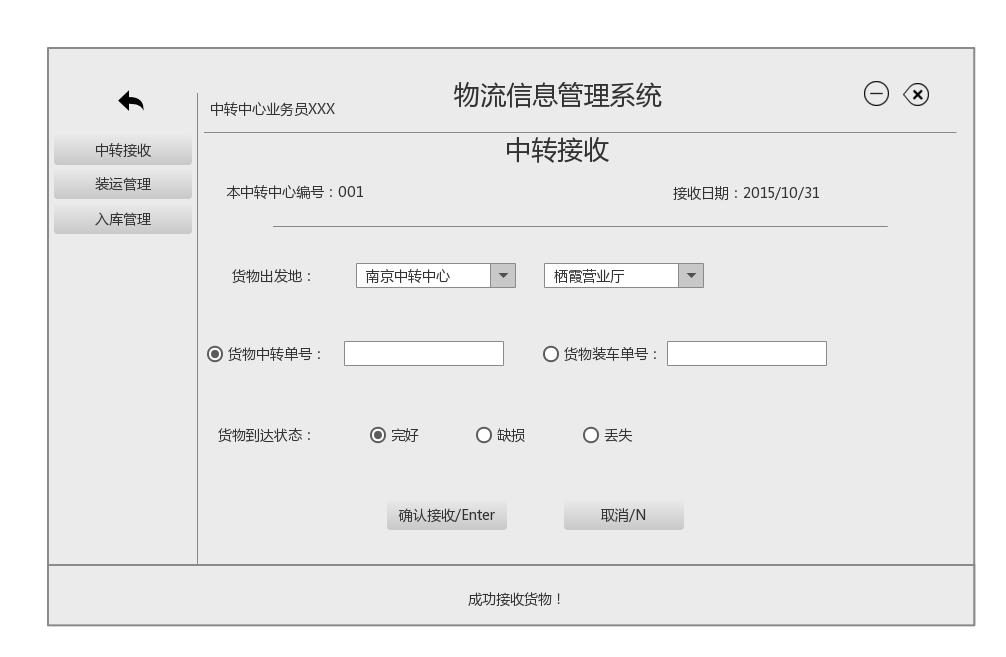 物流信息管理系统
中转中心业务员XXX
中转接收
装运管理
入库管理
中转接收
本中转中心编号：001
接收日期：2015/10/31
货物出发地：
南京中转中心
栖霞营业厅
货物中转单号：
货物装车单号：
货物到达状态：
完好
缺损
丢失
确认接收/Enter
取消/N
成功接收货物！